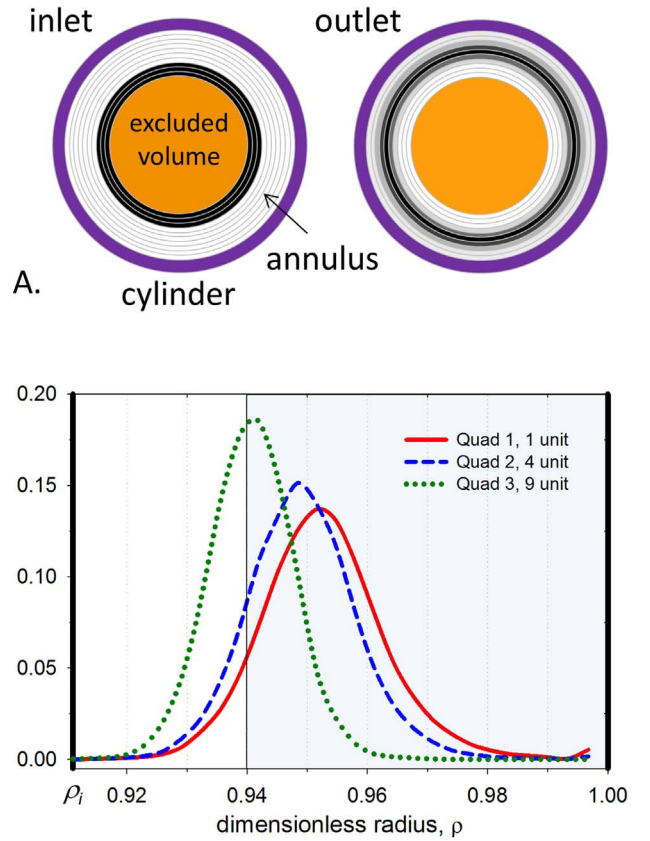 inlet
outlet
excluded
volume
annulus
A.
cylinder
0.20
0.15
0.10
0.05
0.00
Quad 1, 1 unit
Quad 2, 4 unit
Quad 3, 9 unit
ρi 0.92 0.94 0.96 0.98 1.00
dimensionless radius, ρ